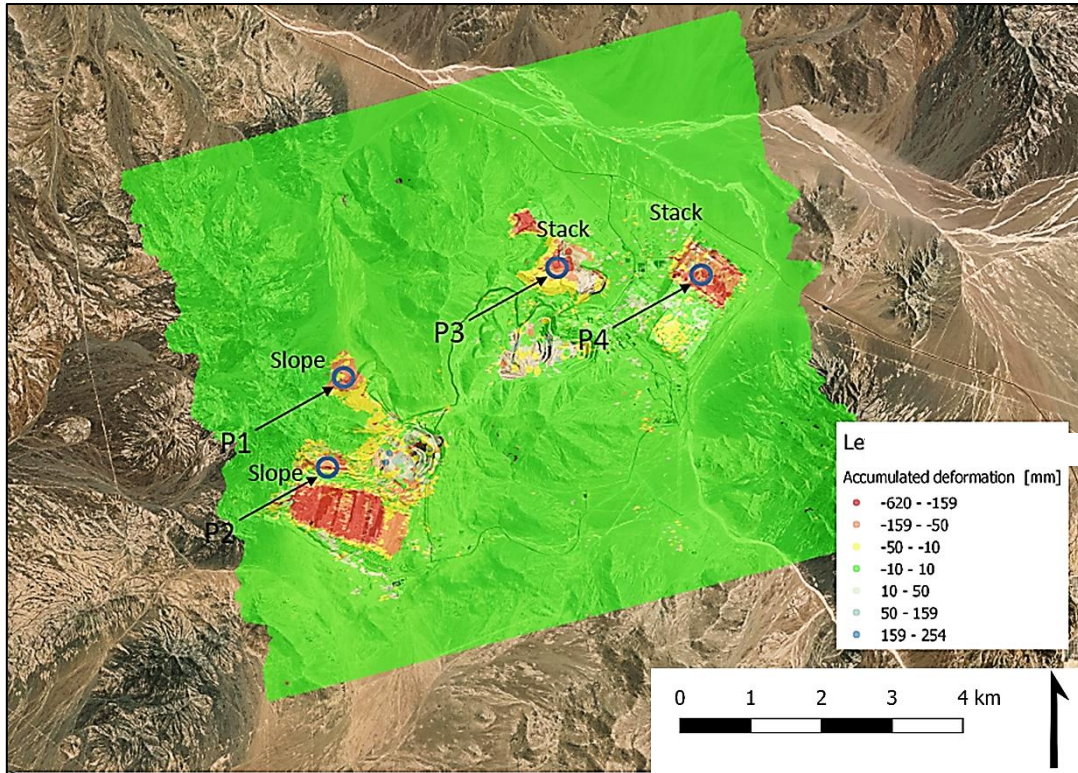 Stack
Stack
P3
P4
Slope
P1
Slope
P2
Le
Accumulated deformation [mm]
-620 - -159
-159 - -50
-50 - -10
-10 - 10
10 - 50
50 - 159
159 - 254
0 1 2 3 4 km